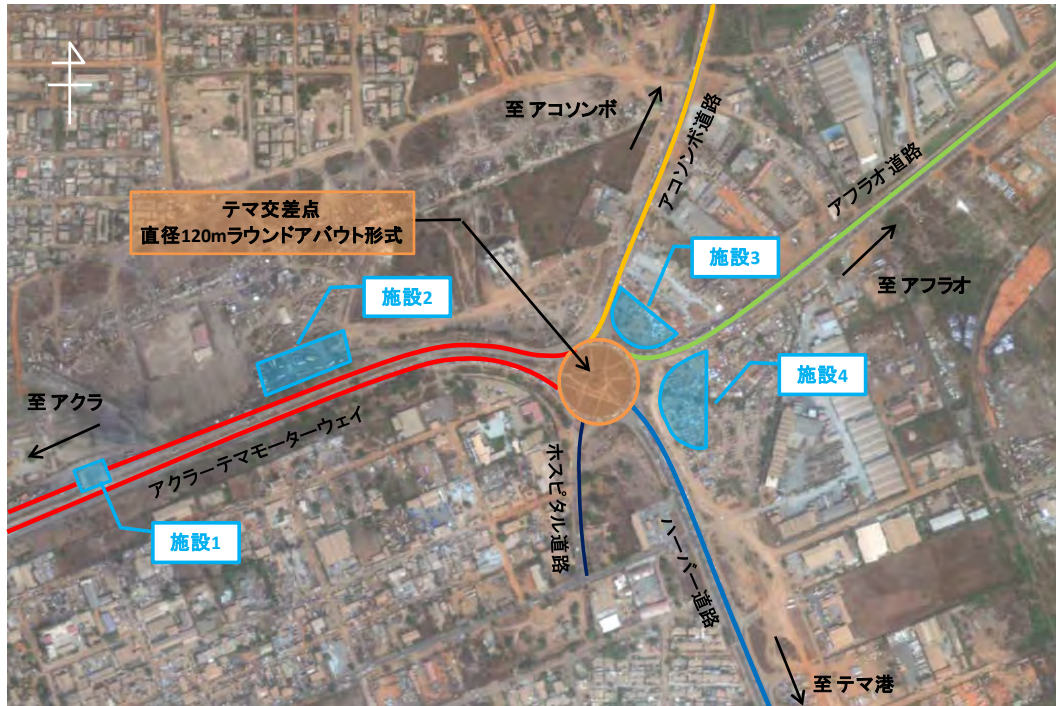 至 アコソンボ
アコソンボ道路
アフラオ道路
テマ交差点
直径120mラウンドアバウト形式
施設3
至 アフラオ
施設2
施設4
至 アクラ
アクラーテマモーターウェイ
ホスピタル道路
施設1
ハーバー道路
至 テマ港